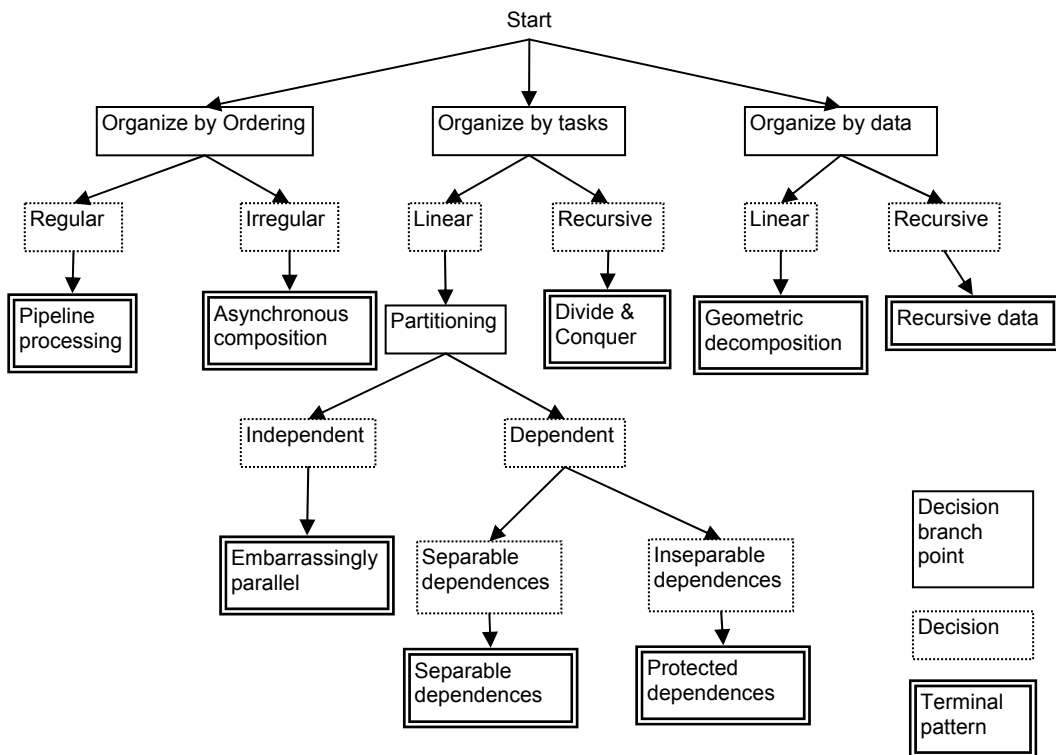 Start
Organize by Ordering
Organize by tasks
Organize by data
Regular
Irregular
Linear
Recursive
Linear
Recursive
Pipeline
processing
Asynchronous
composition
Partitioning
Divide &
Conquer
Geometric
decomposition
Recursive data
Independent
Dependent
Embarrassingly
parallel
Separable
dependences
Inseparable
dependences
Separable
dependences
Protected
dependences
Decision
branch
point
Decision
Terminal
pattern